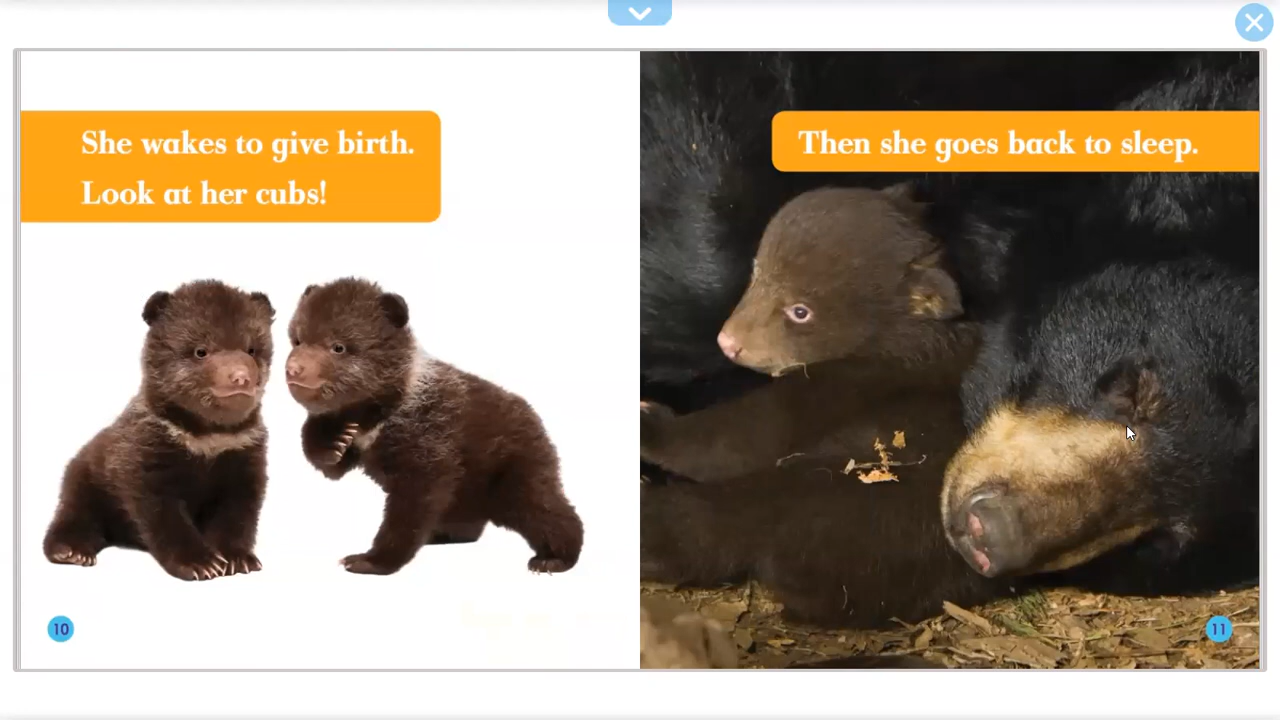 She wakes to give birth.
Look at her cubs!
Then she goes back to sleep.
10
11